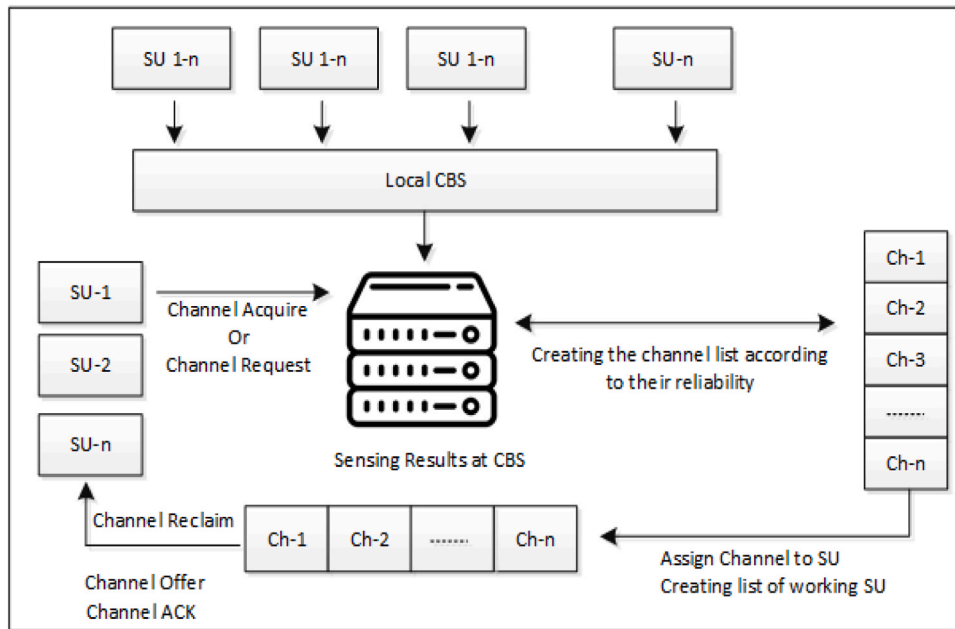 SU 1-n
SU 1-n
SU 1-n
SU-n
Local CBS
SU-1
SU-2
SU-n
Channel Acquire
Or
Channel Request
Sensing Results at CBS
Creating the channel list according
to their reliability
Ch-1
Ch-2
Ch-3
.......
Ch-n
Assign Channel to SU
Creating list of working SU
Ch-1
Ch-2
.......
Ch-n
Channel Reclaim
Channel Offer
Channel ACK